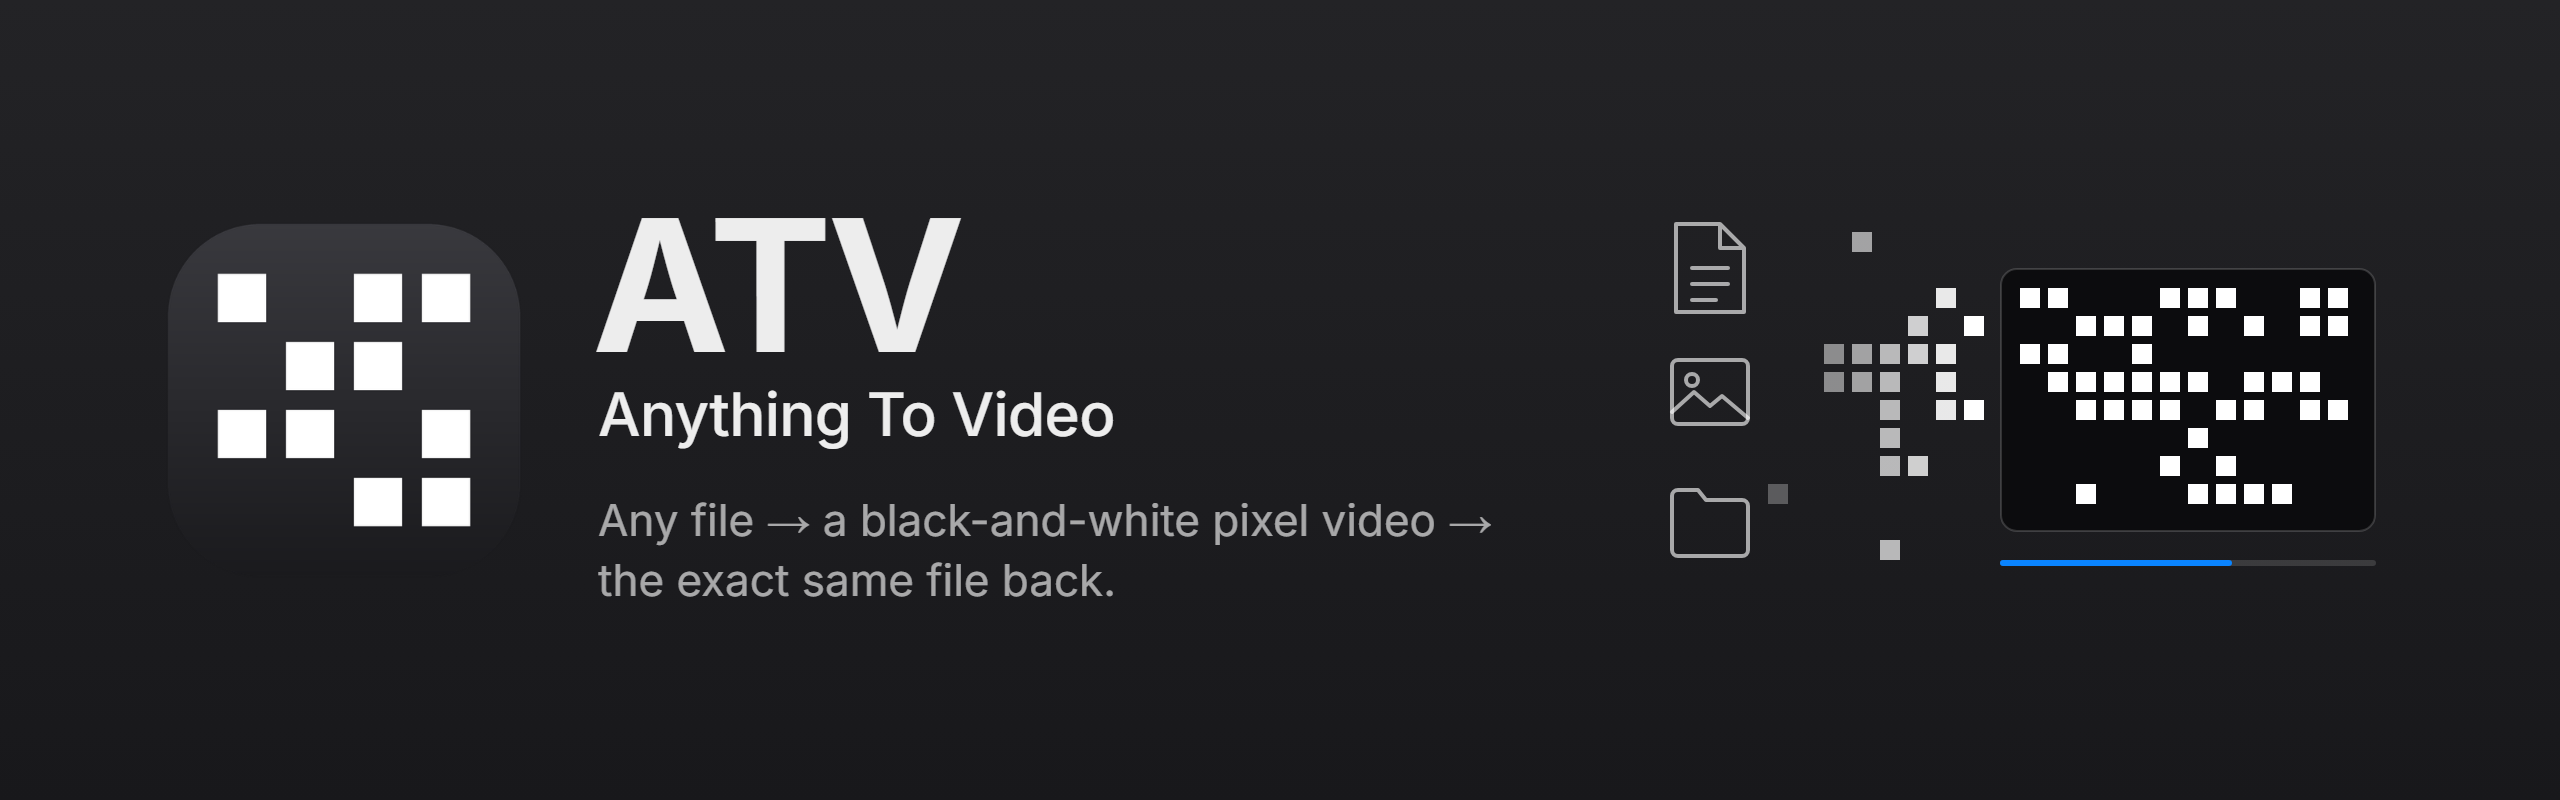 ATV
Anything To Video
Any file → a black-and-white pixel video →
the exact same file back.